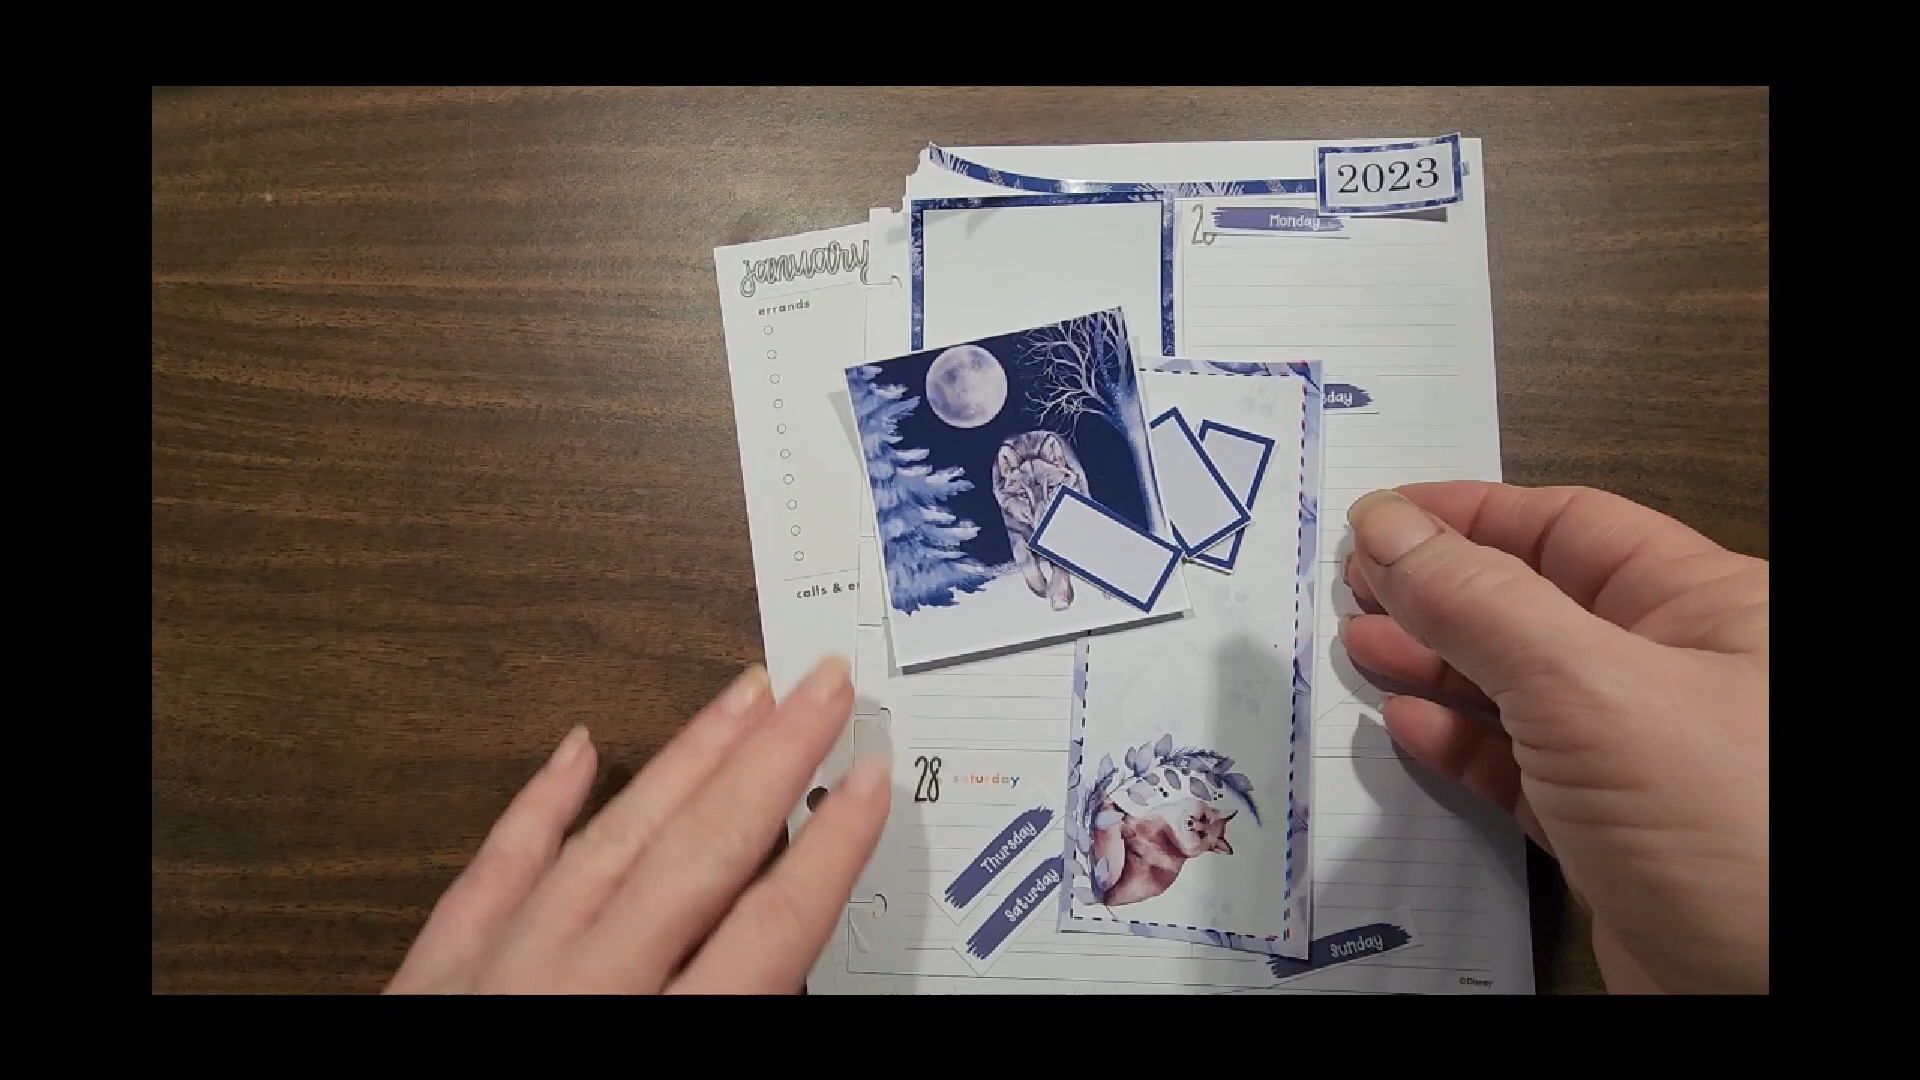 2023
Monday
january
errands
calls &
28 saturday
Thursday
Saturday
Sunday
©Disney